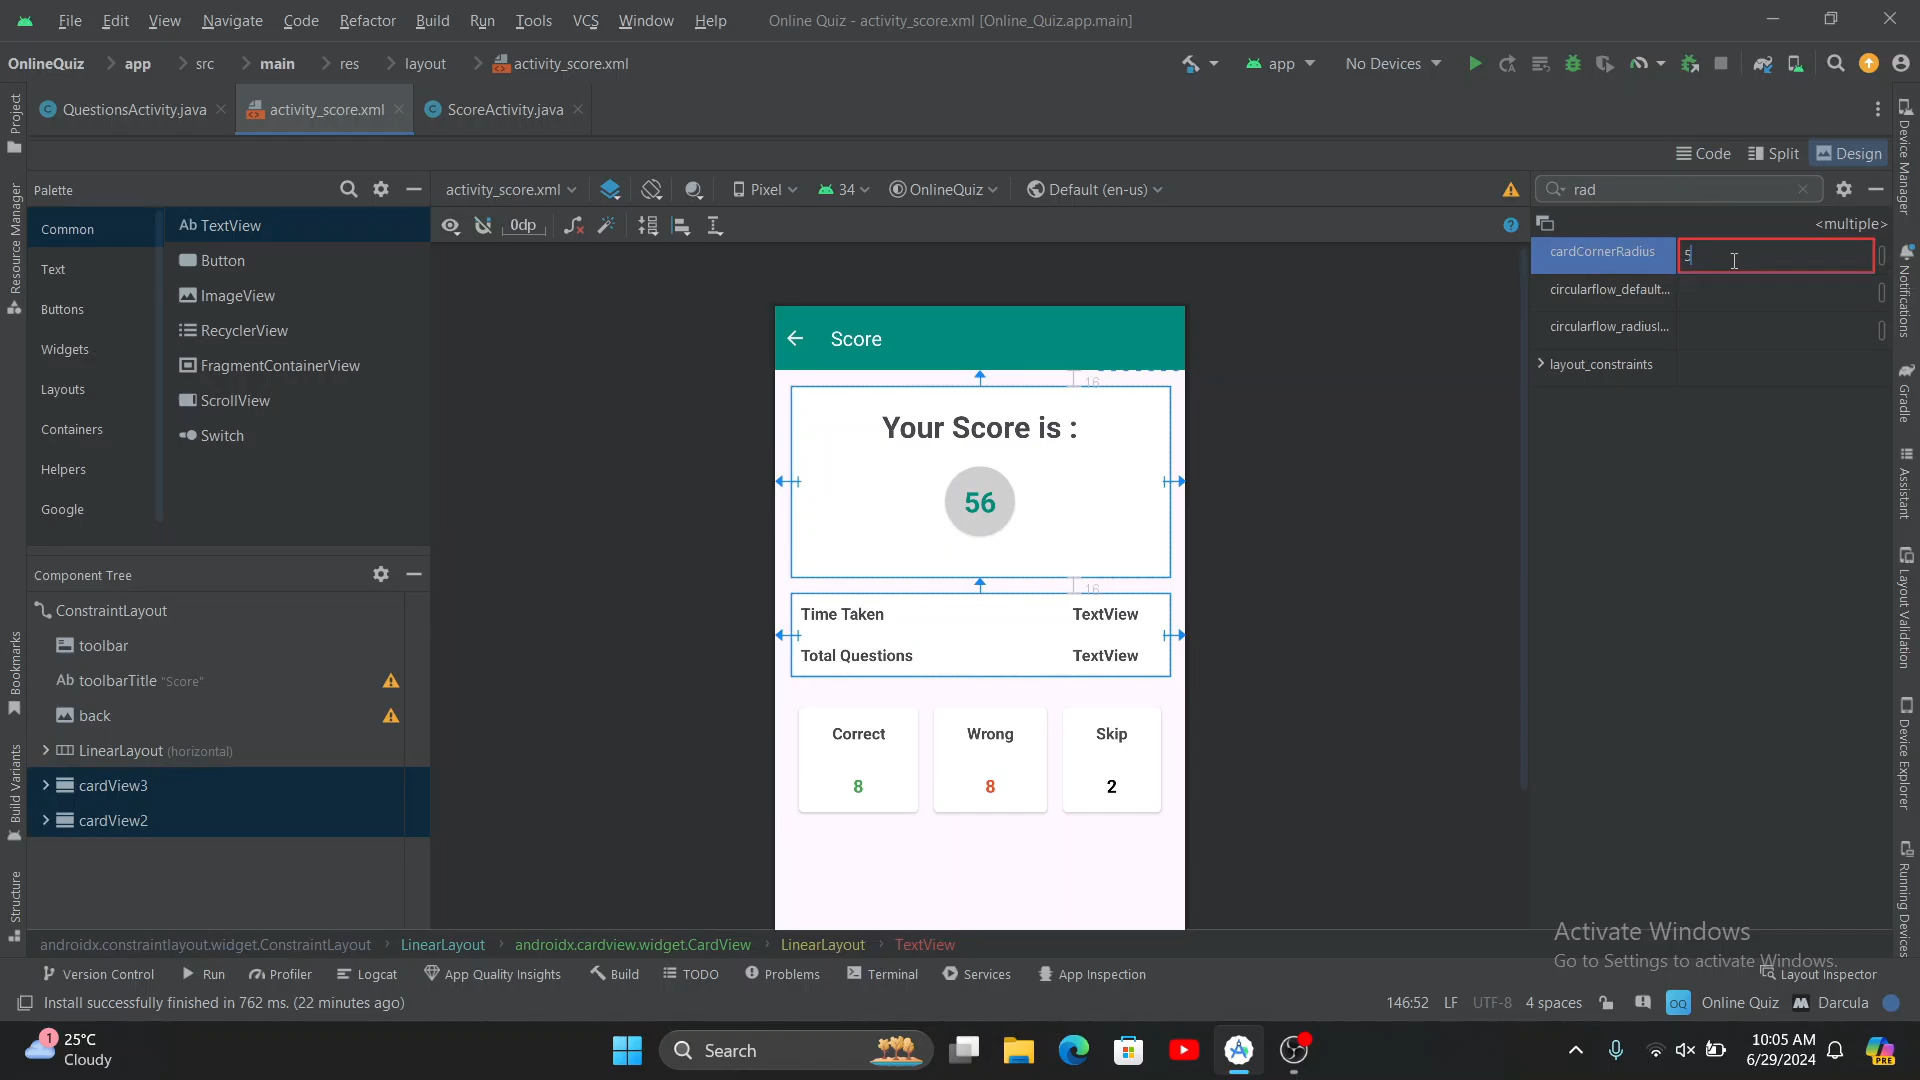 File Edit View Navigate Code Refactor Build Run Tools VCS Window Help Online Quiz - activity_score.xml [Online_Quiz.app.main]
OnlineQuiz app src main res layout activity_score.xml app No Devices
QuestionsActivity.java activity_score.xml ScoreActivity.java
Code Split Design
Palette activity_score.xml Pixel 34 OnlineQuiz Default (en-us) rad
0dp <multiple>
Common
Text
Buttons
Widgets
Layouts
Containers
Helpers
Google
Ab TextView
Button
ImageView
RecyclerView
FragmentContainerView
ScrollView
Switch
cardCornerRadius 5
circularflow_default...
circularflow_radiusI...
layout_constraints
Score
16
Your Score is :
56
16
Time Taken TextView
Total Questions TextView
Correct Wrong Skip
8 8 2
Component Tree
ConstraintLayout
toolbar
Ab toolbarTitle "Score"
back
LinearLayout (horizontal)
cardView3
cardView2
Project
Resource Manager
Bookmarks
Build Variants
Structure
Device Manager
Notifications
Gradle
Assistant
Layout Validation
Device Explorer
Running Devices
androidx.constraintlayout.widget.ConstraintLayout LinearLayout androidx.cardview.widget.CardView LinearLayout TextView
Activate Windows
Go to Settings to activate Windows.
Version Control Run Profiler Logcat App Quality Insights Build TODO Problems Terminal Services App Inspection Layout Inspector
Install successfully finished in 762 ms. (22 minutes ago) 146:52 LF UTF-8 4 spaces OQ Online Quiz Darcula
1 25°C
Cloudy
Search
10:05 AM
6/29/2024
PRE